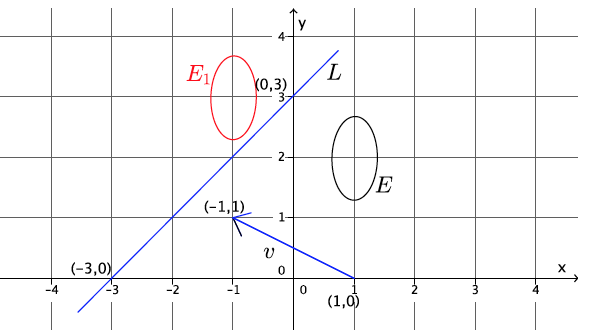 y
4
E₁
L
(0,3)
3
2
E
(-1,1)
1
v
(-3,0)
0
x
-4 -3 -2 -1 0 1 2 3 4
(1,0)